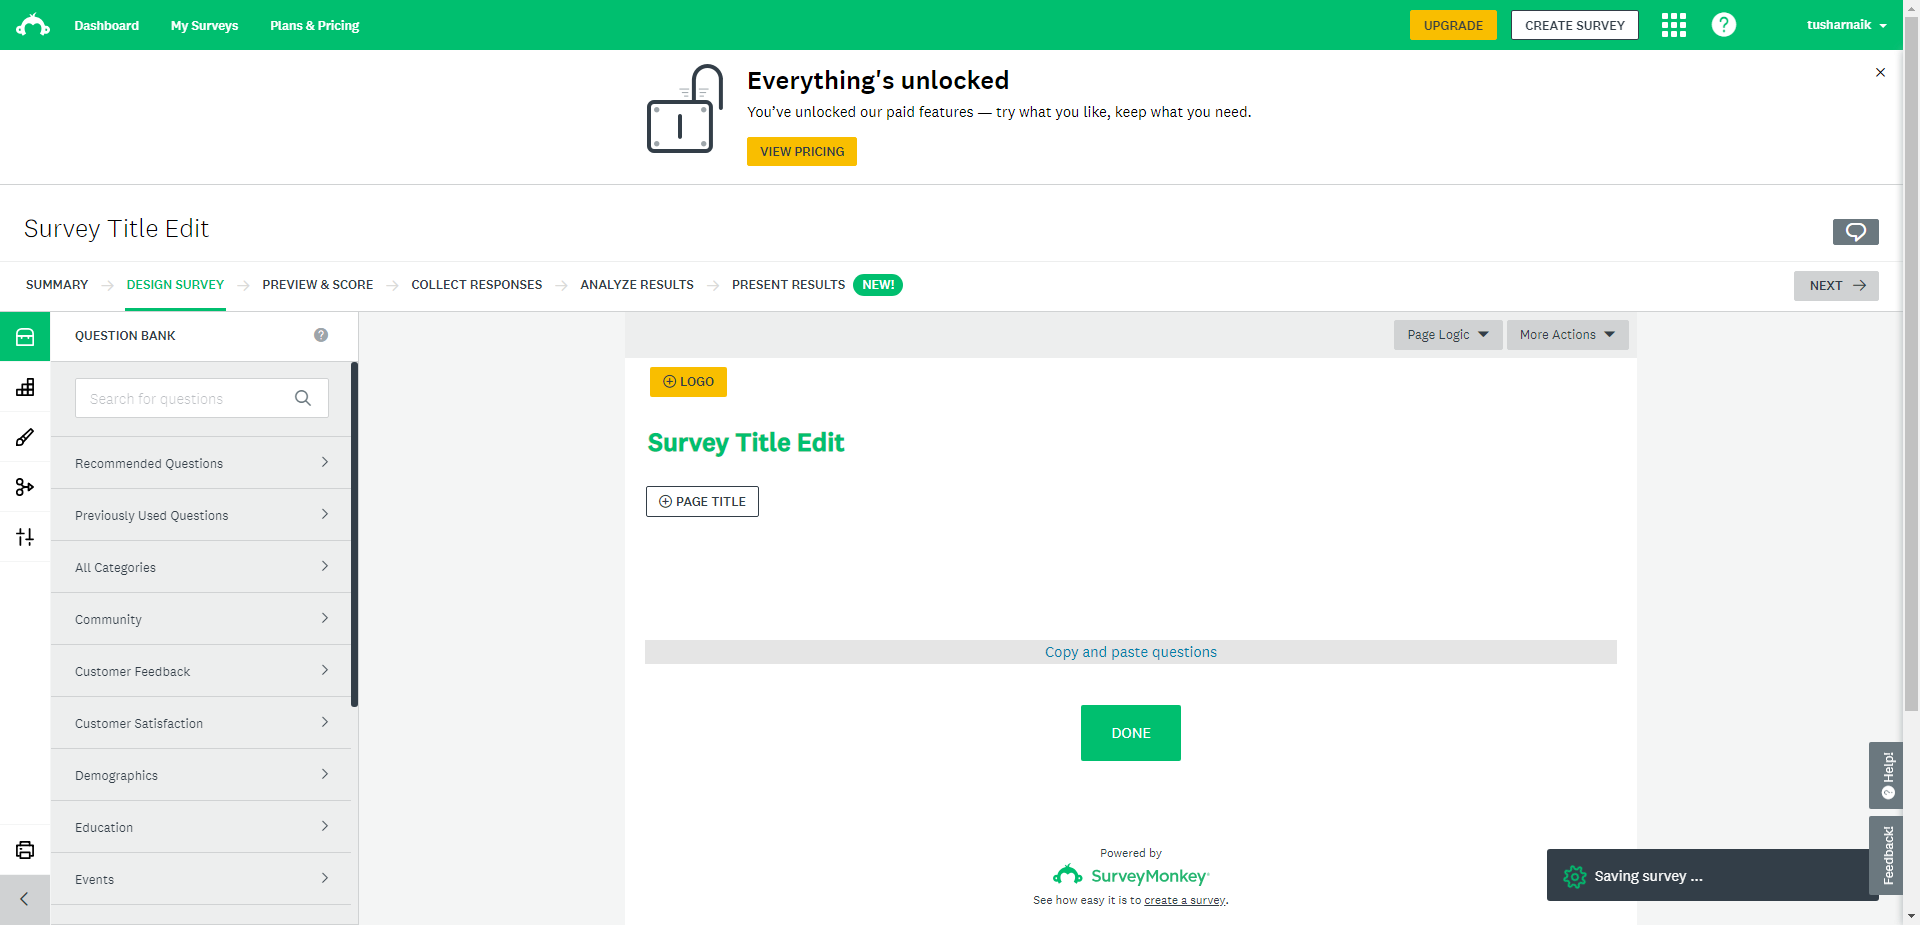 Dashboard
My Surveys
Plans & Pricing
UPGRADE
CREATE SURVEY
tusharnaik
Everything's unlocked
You’ve unlocked our paid features — try what you like, keep what you need.
VIEW PRICING
Survey Title Edit
SUMMARY
DESIGN SURVEY
PREVIEW & SCORE
COLLECT RESPONSES
ANALYZE RESULTS
PRESENT RESULTS
NEW!
NEXT
QUESTION BANK
Search for questions
Recommended Questions
Previously Used Questions
All Categories
Community
Customer Feedback
Customer Satisfaction
Demographics
Education
Events
Page Logic
More Actions
LOGO
Survey Title Edit
PAGE TITLE
Copy and paste questions
DONE
Powered by
SurveyMonkey
See how easy it is to create a survey.
Help!
Feedback!
Saving survey ...